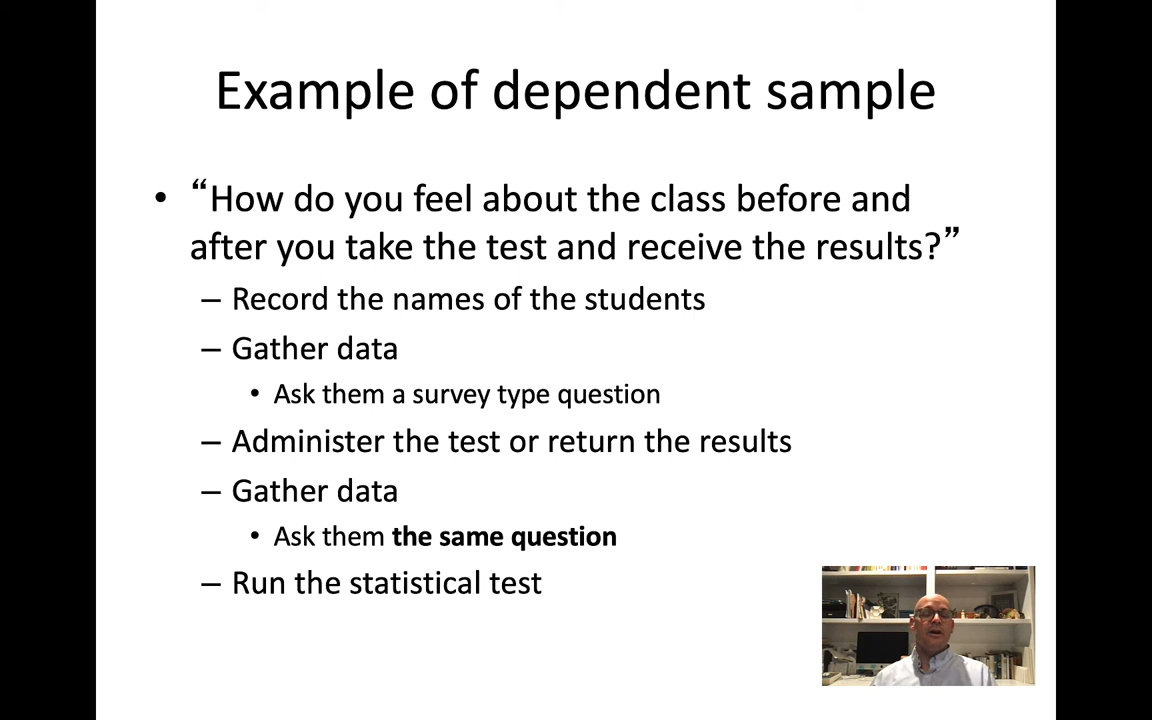 Example of dependent sample
• “How do you feel about the class before and
after you take the test and receive the results?”
– Record the names of the students
– Gather data
• Ask them a survey type question
– Administer the test or return the results
– Gather data
• Ask them the same question
– Run the statistical test